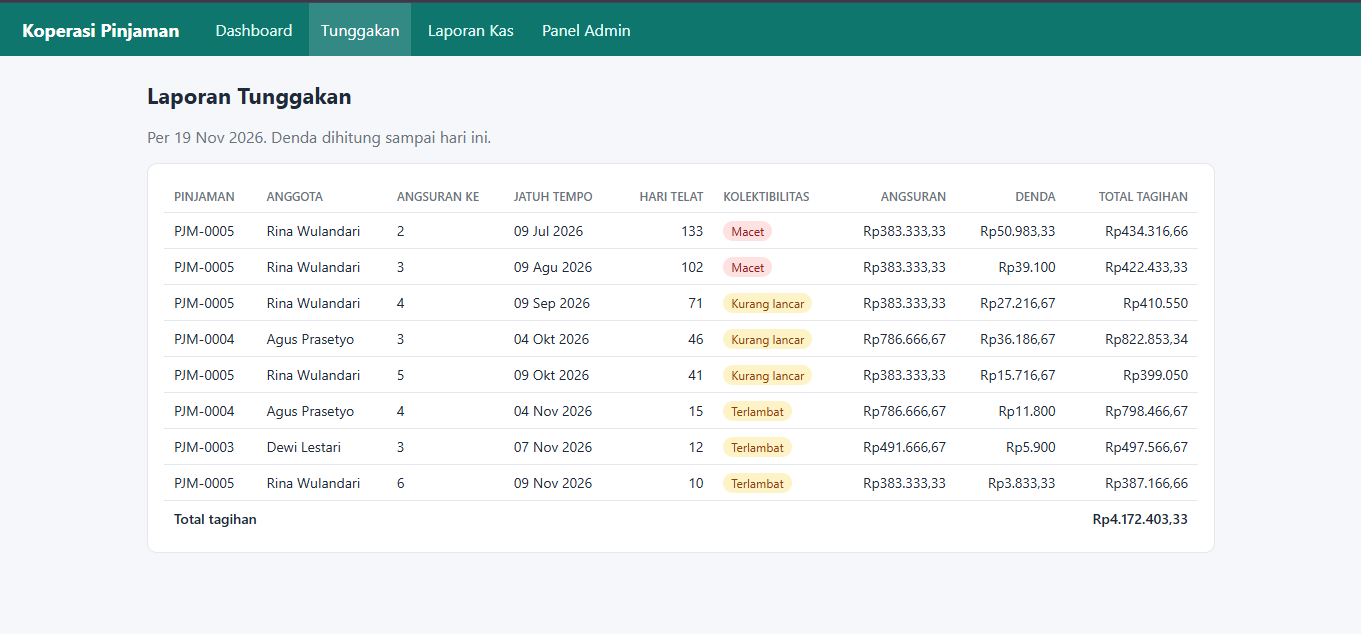 Koperasi Pinjaman Dashboard Tunggakan Laporan Kas Panel Admin
Laporan Tunggakan
Per 19 Nov 2026. Denda dihitung sampai hari ini.
PINJAMAN ANGGOTA ANGSURAN KE JATUH TEMPO HARI TELAT KOLEKTIBILITAS ANGSURAN DENDA TOTAL TAGIHAN
PJM-0005 Rina Wulandari 2 09 Jul 2026 133 Macet Rp383.333,33 Rp50.983,33 Rp434.316,66
PJM-0005 Rina Wulandari 3 09 Agu 2026 102 Macet Rp383.333,33 Rp39.100 Rp422.433,33
PJM-0005 Rina Wulandari 4 09 Sep 2026 71 Kurang lancar Rp383.333,33 Rp27.216,67 Rp410.550
PJM-0004 Agus Prasetyo 3 04 Okt 2026 46 Kurang lancar Rp786.666,67 Rp36.186,67 Rp822.853,34
PJM-0005 Rina Wulandari 5 09 Okt 2026 41 Kurang lancar Rp383.333,33 Rp15.716,67 Rp399.050
PJM-0004 Agus Prasetyo 4 04 Nov 2026 15 Terlambat Rp786.666,67 Rp11.800 Rp798.466,67
PJM-0003 Dewi Lestari 3 07 Nov 2026 12 Terlambat Rp491.666,67 Rp5.900 Rp497.566,67
PJM-0005 Rina Wulandari 6 09 Nov 2026 10 Terlambat Rp383.333,33 Rp3.833,33 Rp387.166,66
Total tagihan Rp4.172.403,33